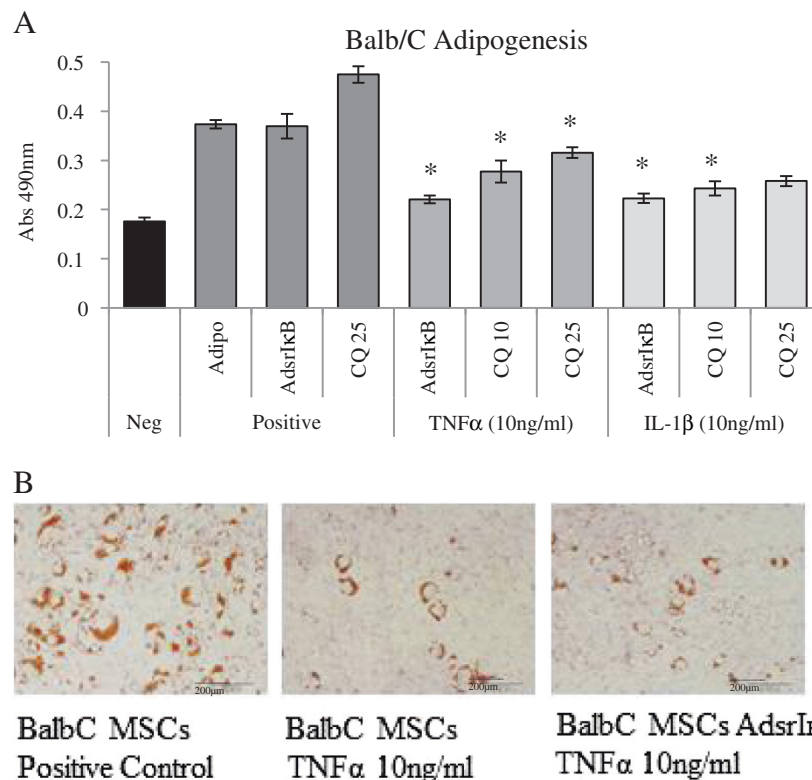 A
Balb/C Adipogenesis
Abs 490nm
0.5
0.4
0.3
0.2
0.1
0
*
*
*
*
*
Adipo
AdsrIκB
CQ 25
AdsrIκB
CQ 10
CQ 25
AdsrIκB
CQ 10
CQ 25
Neg
Positive
TNFα (10ng/ml)
IL-1β (10ng/ml)
B
200μm
200μm
200μm
BalbC MSCs
Positive Control
BalbC MSCs
TNFα 10ng/ml
BalbC MSCs AdsrI
TNFα 10ng/ml